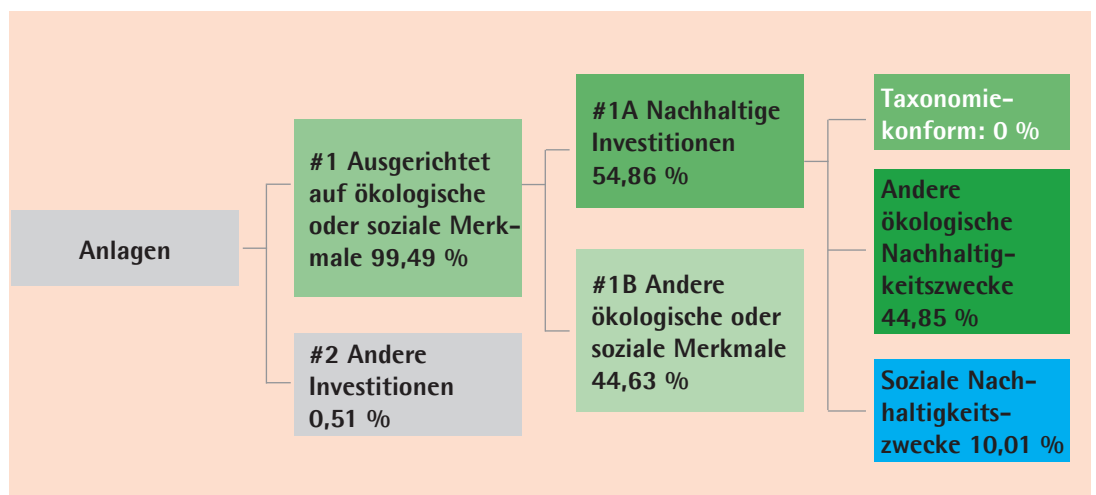 Anlagen
#1 Ausgerichtet
auf ökologische
oder soziale Merk-
male 99,49 %
#2 Andere
Investitionen
0,51 %
#1A Nachhaltige
Investitionen
54,86 %
#1B Andere
ökologische oder
soziale Merkmale
44,63 %
Taxonomie-
konform: 0 %
Andere
ökologische
Nachhaltig-
keitszwecke
44,85 %
Soziale Nach-
haltigkeits-
zwecke 10,01 %